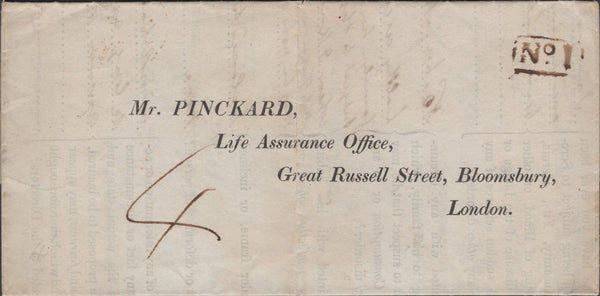 No 1
Mr. PINCKARD,
Life Assurance Office,
Great Russell Street, Bloomsbury,
London.
4